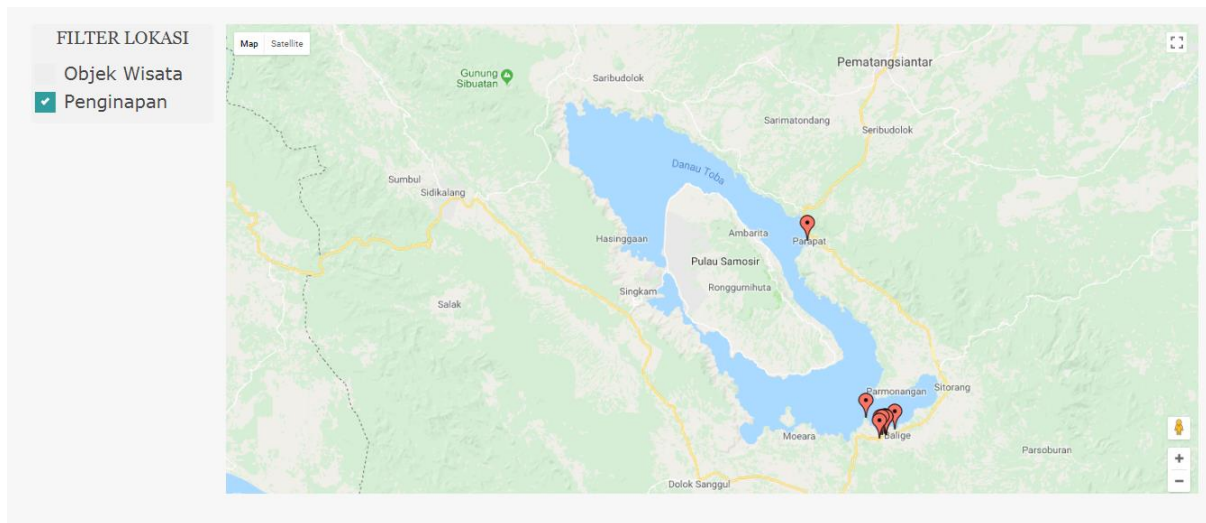 FILTER LOKASI
Objek Wisata
Penginapan
Map Satellite
Pematangsiantar
Gunung
Sibuatan
Saribudolok
Sarimatondang
Seribudolok
Danau Toba
Sumbul
Sidikalang
Hasinggaan
Ambarita
Parapat
Pulau Samosir
Singkam
Ronggurnihuta
Salak
Parmonangan
Sitorang
Moeara
Balige
Parsoburan
Dolok Sanggul